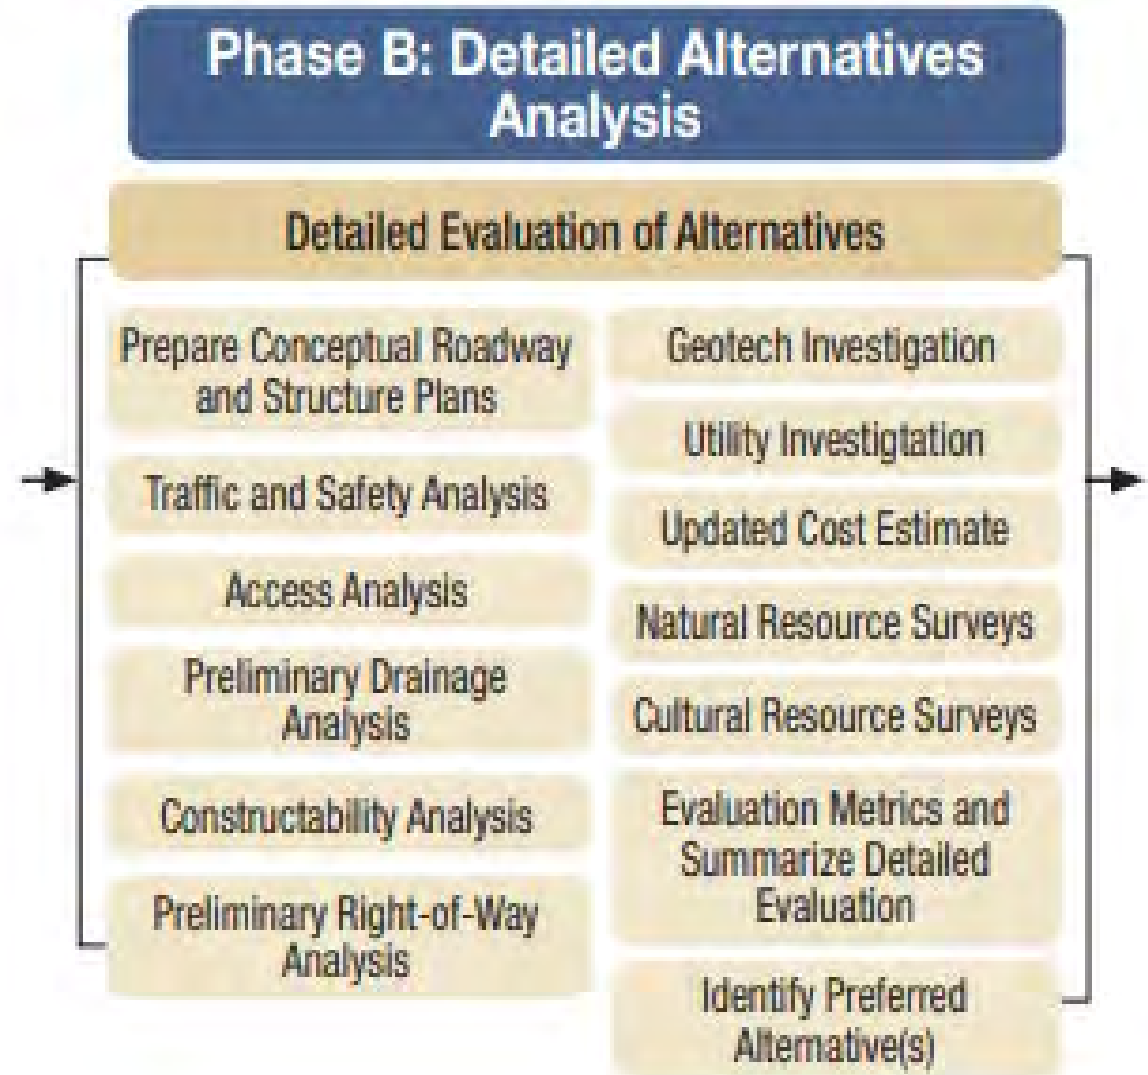 Phase B: Detailed Alternatives
Analysis
Detailed Evaluation of Alternatives
Prepare Conceptual Roadway
and Structure Plans
Traffic and Safety Analysis
Access Analysis
Preliminary Drainage
Analysis
Constructability Analysis
Preliminary Right-of-Way
Analysis
Geotech Investigation
Utility Investigtation
Updated Cost Estimate
Natural Resource Surveys
Cultural Resource Surveys
Evaluation Metrics and
Summarize Detailed
Evaluation
Identify Preferred
Alternative(s)